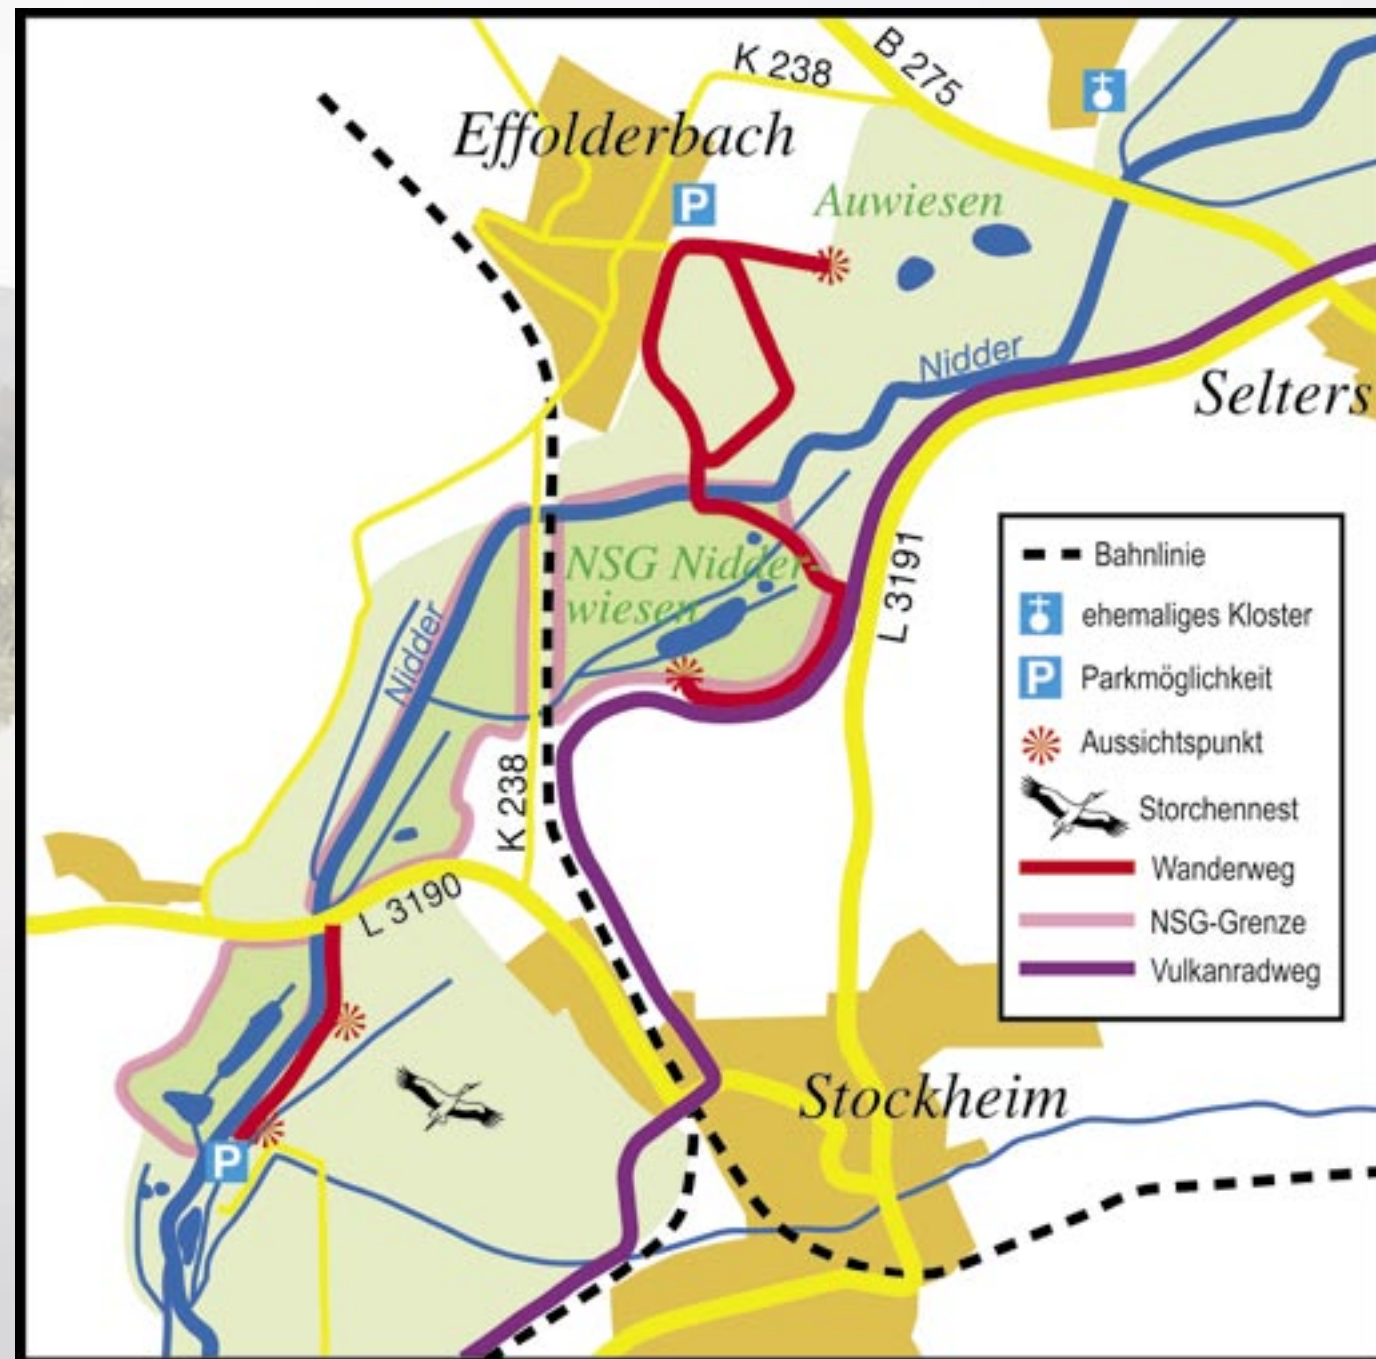 K 238
B 275
Effolderbach
P
Auwiesen
Nidder
Selters
L 3191
NSG Nidder-
wiesen
Nidder
K 238
L 3190
Stockheim
P
Bahnlinie
ehemaliges Kloster
P Parkmöglichkeit
Aussichtspunkt
Storchennest
Wanderweg
NSG-Grenze
Vulkanradweg